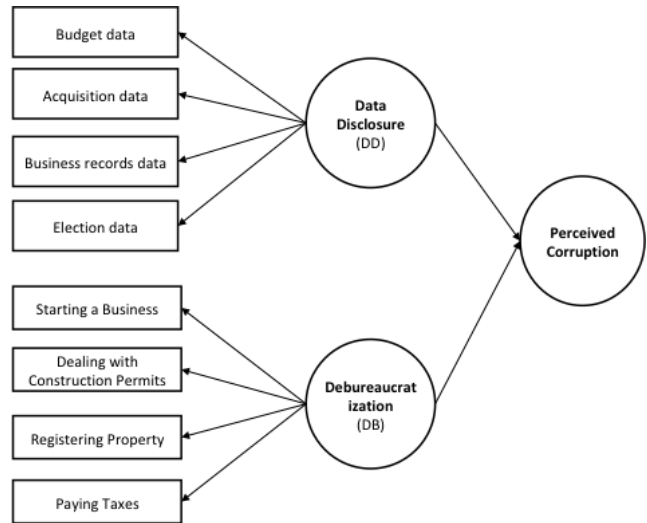 Budget data
Acquisition data
Business records data
Election data
Data
Disclosure
(DD)
Perceived
Corruption
Starting a Business
Dealing with
Construction Permits
Registering Property
Paying Taxes
Debureaucrat
ization
(DB)